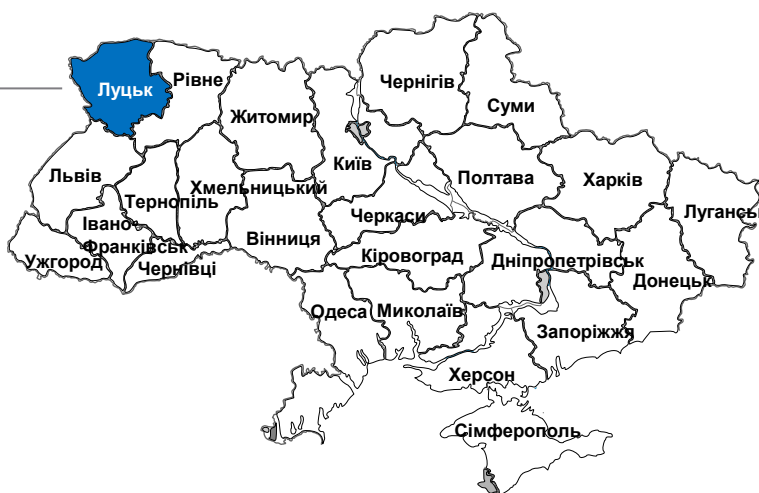 Луцьк
Рівне
Житомир
Чернігів
Суми
Київ
Львів
Тернопіль
Хмельницький
Полтава
Харків
Луганськ
Івано-
Франківськ
Ужгород
Чернівці
Вінниця
Черкаси
Кіровоград
Дніпропетрівськ
Донецьк
Одеса
Миколаїв
Запоріжжя
Херсон
Сімферополь